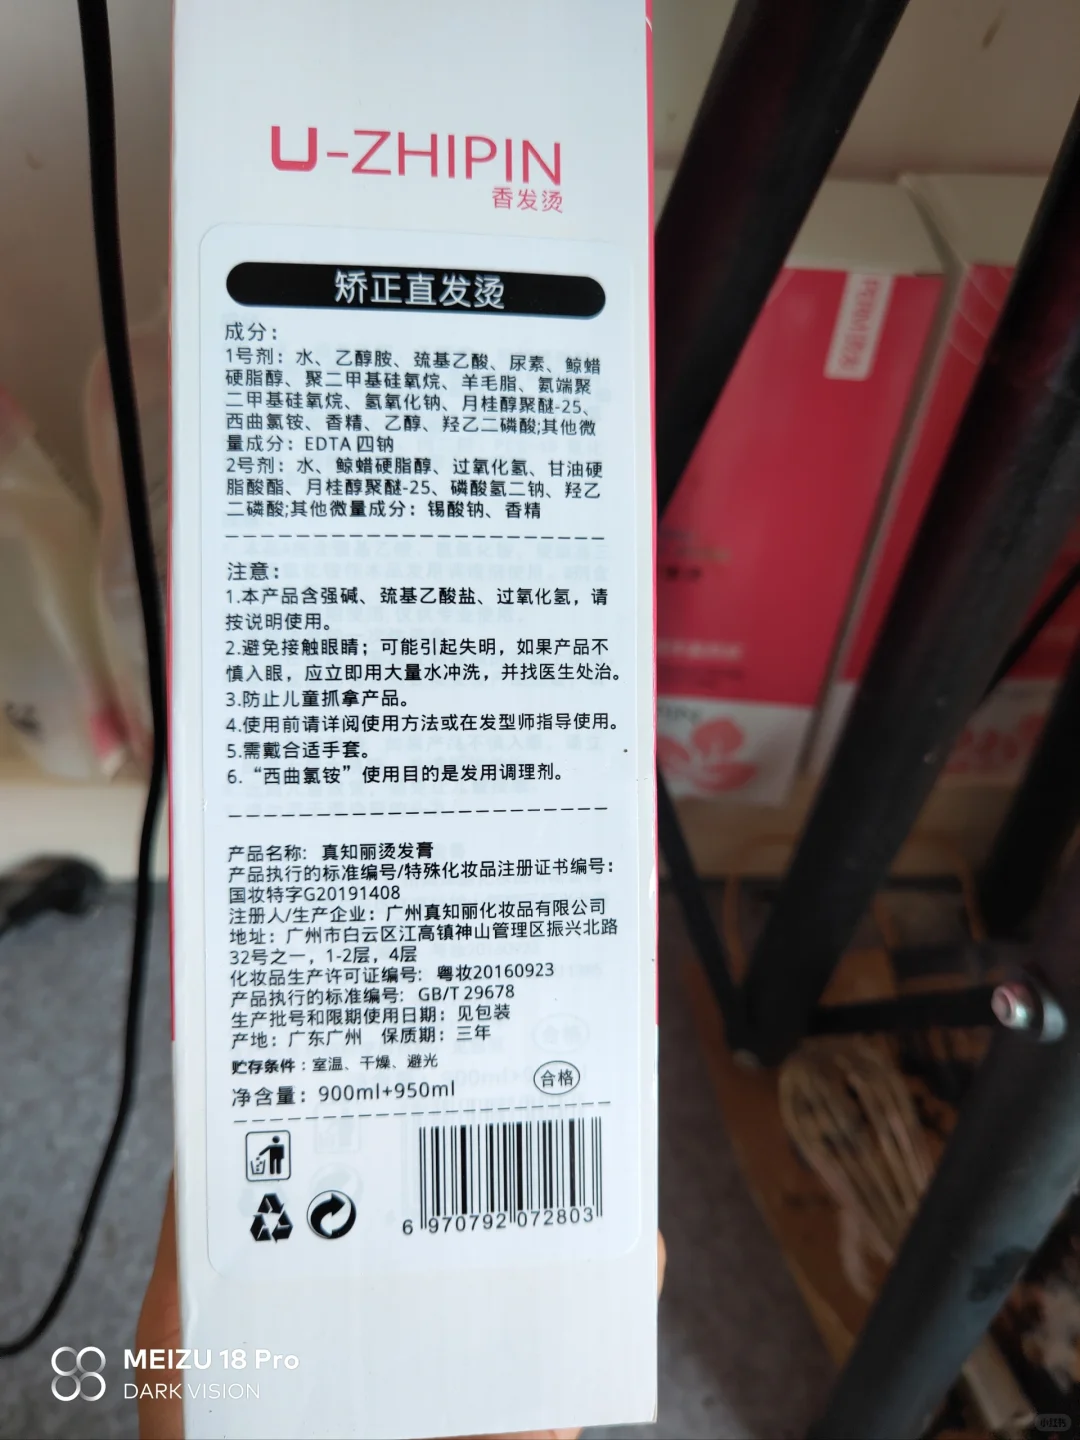 U-ZHIPIN
香发烫
矫正直发烫
成分：
1号剂：水、乙醇胺、巯基乙酸、尿素、鲸蜡
硬脂醇、聚二甲基硅氧烷、羊毛脂、氨端聚
二甲基硅氧烷、氢氧化钠、月桂醇聚醚-25、
西曲氯铵、香精、乙醇、羟乙二磷酸;其他微
量成分：EDTA 四钠
2号剂：水、鲸蜡硬脂醇、过氧化氢、甘油硬
脂酸酯、月桂醇聚醚-25、磷酸氢二钠、羟乙
二磷酸;其他微量成分：锡酸钠、香精
注意：
1.本产品含强碱、巯基乙酸盐、过氧化氢，请
按说明使用。
2.避免接触眼睛；可能引起失明，如果产品不
慎入眼，应立即用大量水冲洗，并找医生处治。
3.防止儿童抓拿产品。
4.使用前请详阅使用方法或在发型师指导使用。
5.需戴合适手套。
6.“西曲氯铵”使用目的是发用调理剂。
产品名称：真知丽烫发膏
产品执行的标准编号/特殊化妆品注册证书编号：
国妆特字G20191408
注册人/生产企业：广州真知丽化妆品有限公司
地址：广州市白云区江高镇神山管理区振兴北路
32号之一，1-2层，4层
化妆品生产许可证编号：粤妆20160923
产品执行的标准编号：GB/T 29678
生产批号和限期使用日期：见包装
产地：广东广州 保质期：三年
贮存条件：室温、干燥、避光
净含量：900ml+950ml
合格
6 970792 072803
MEIZU 18 Pro
DARK VISION
小红书